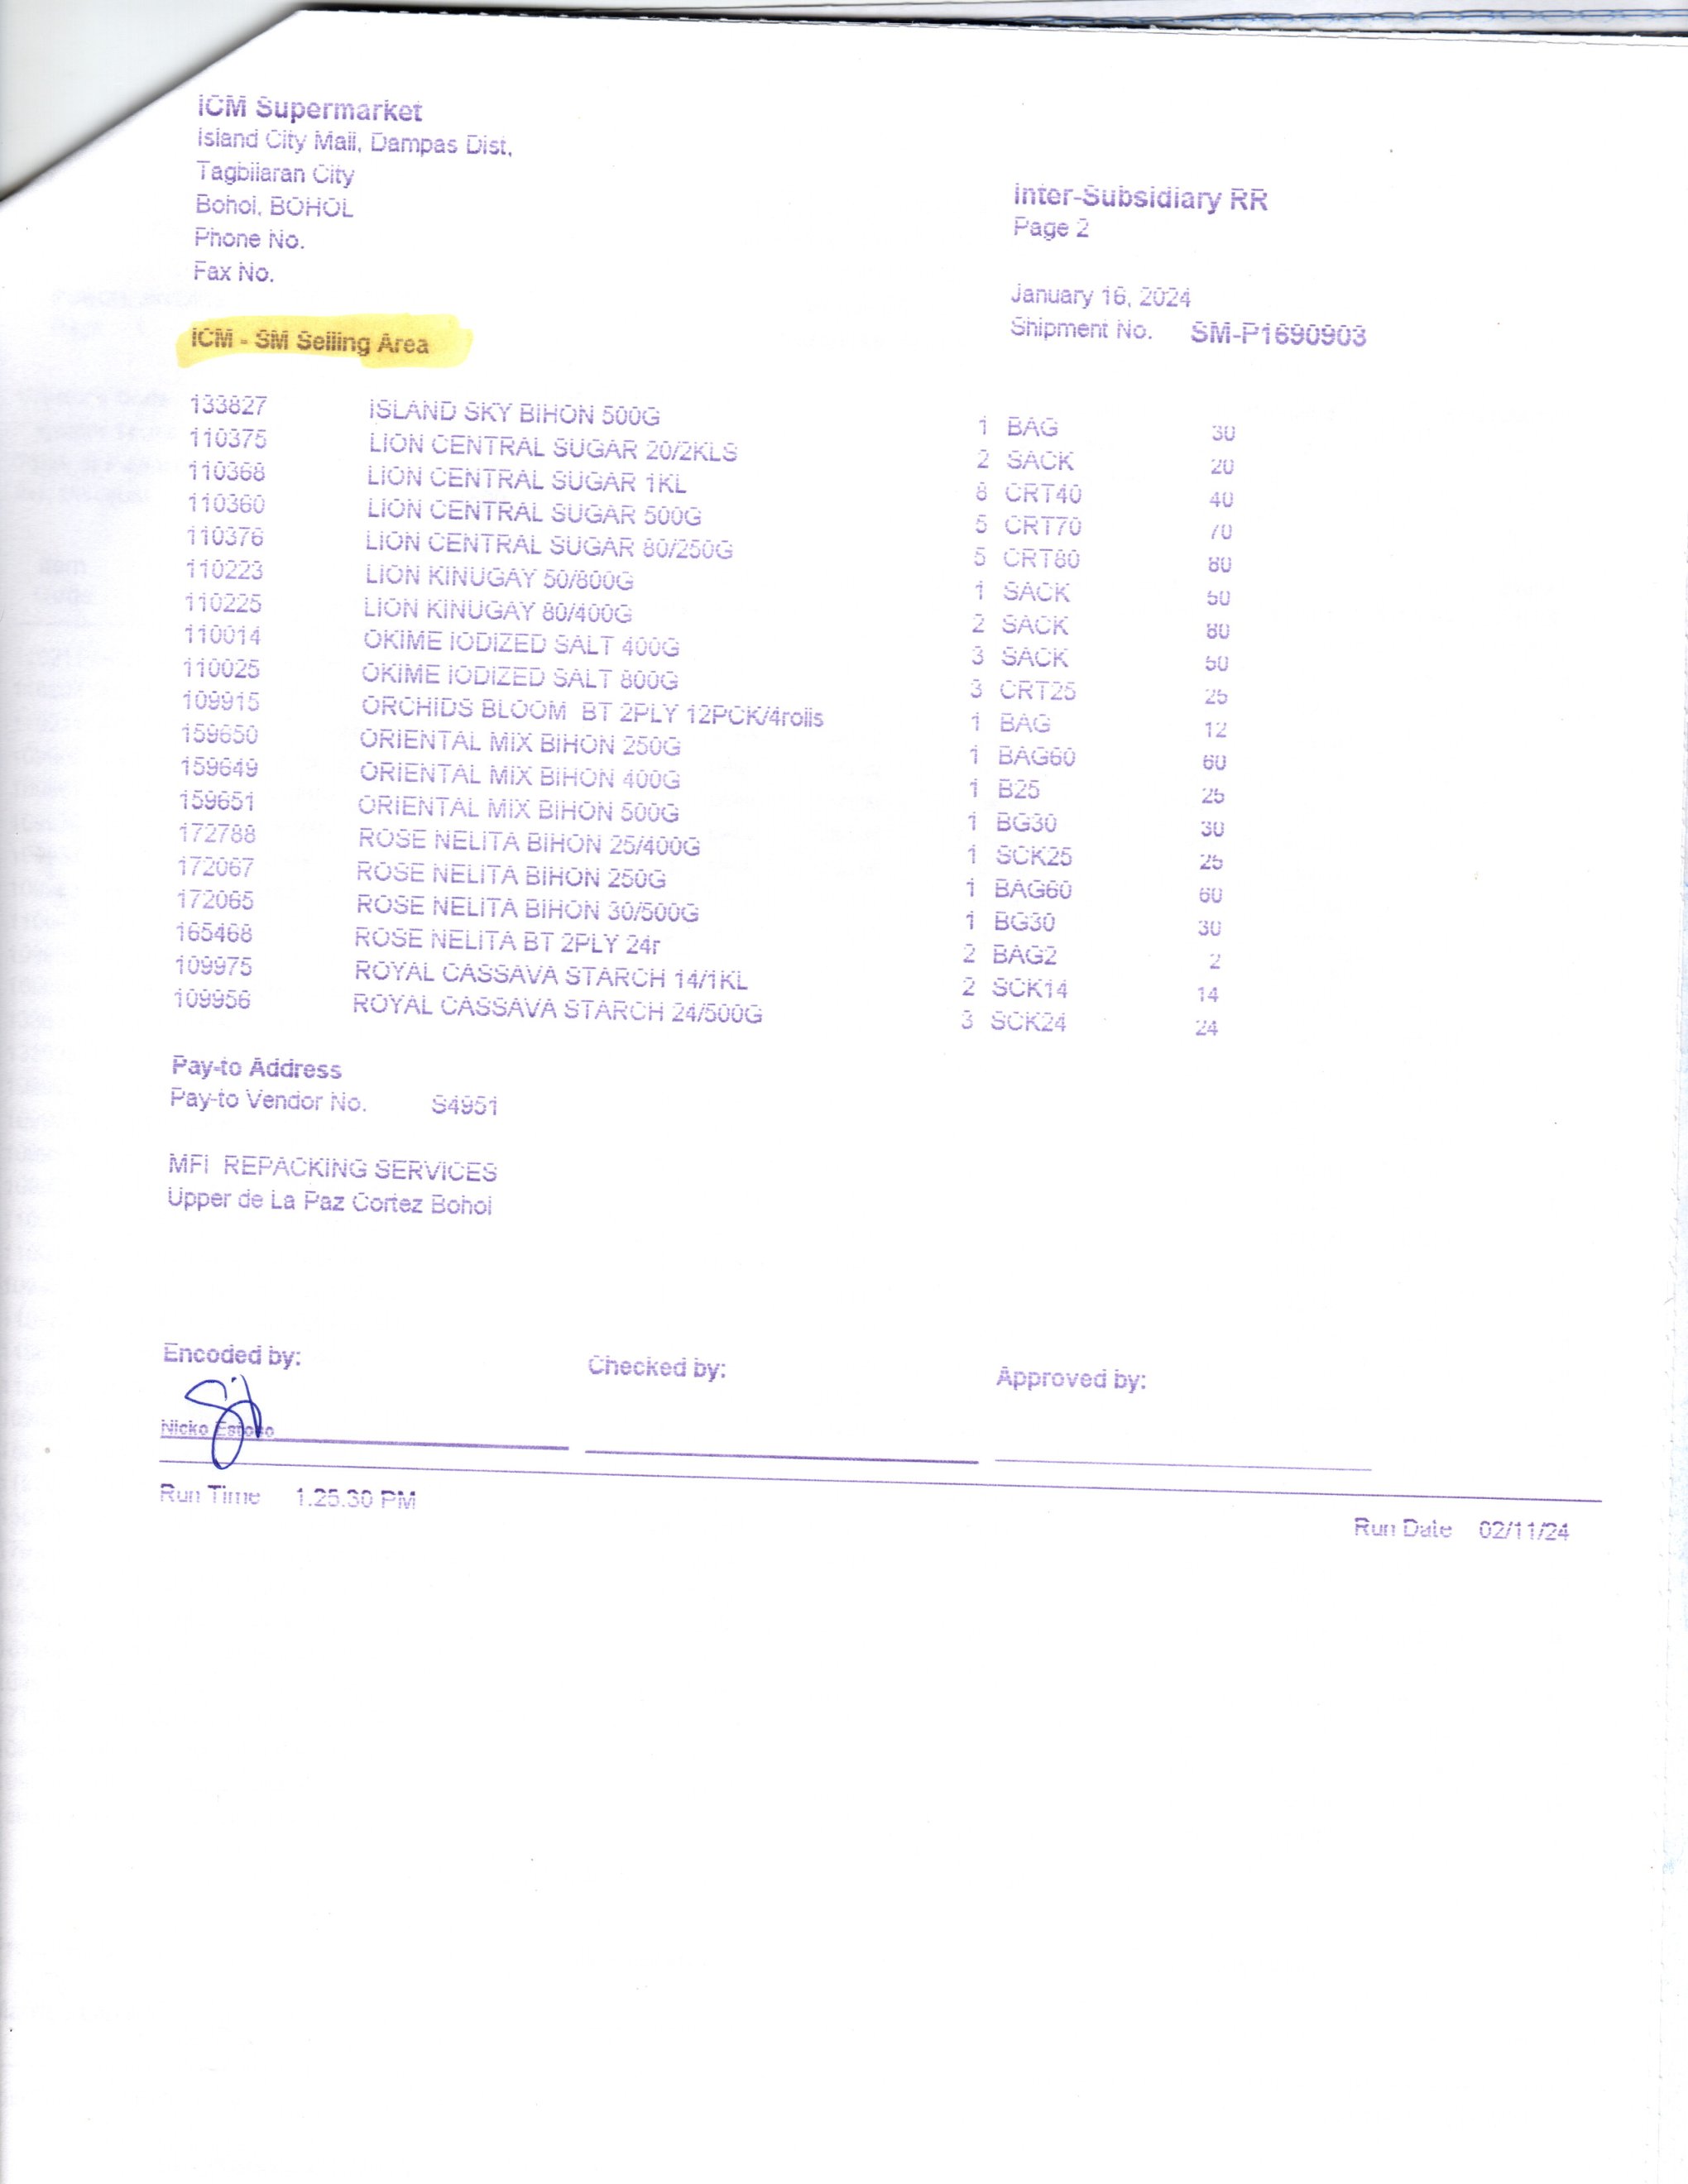 ICM Supermarket
Island City Mall, Dampas Dist,
Tagbilaran City
Bohol, BOHOL
Phone No.
Fax No.
Inter-Subsidiary RR
Page 2
January 16, 2024
Shipment No. SM-P1690903
ICM - SM Selling Area
133827 ISLAND SKY BIHON 500G 1 BAG 30
110375 LION CENTRAL SUGAR 20/2KLS 2 SACK 20
110368 LION CENTRAL SUGAR 1KL 8 CRT40 40
110360 LION CENTRAL SUGAR 500G 5 CRT70 70
110376 LION CENTRAL SUGAR 80/250G 5 CRT80 80
110223 LION KINUGAY 50/800G 1 SACK 50
110225 LION KINUGAY 80/400G 2 SACK 80
110014 OKIME IODIZED SALT 400G 3 SACK 50
110025 OKIME IODIZED SALT 800G 3 CRT25 25
109915 ORCHIDS BLOOM BT 2PLY 12PCK/4rolls 1 BAG 12
159650 ORIENTAL MIX BIHON 250G 1 BAG60 60
159649 ORIENTAL MIX BIHON 400G 1 B25 25
159651 ORIENTAL MIX BIHON 500G 1 BG30 30
172788 ROSE NELITA BIHON 25/400G 1 SCK25 25
172067 ROSE NELITA BIHON 250G 1 BAG60 60
172065 ROSE NELITA BIHON 30/500G 1 BG30 30
165468 ROSE NELITA BT 2PLY 24r 2 BAG2 2
109975 ROYAL CASSAVA STARCH 14/1KL 2 SCK14 14
109956 ROYAL CASSAVA STARCH 24/500G 3 SCK24 24
Pay-to Address
Pay-to Vendor No. S4951
MFI REPACKING SERVICES
Upper de La Paz Cortez Bohol
Encoded by: Checked by: Approved by:
Nicko
Run Time 1:25:30 PM
Run Date 02/11/24